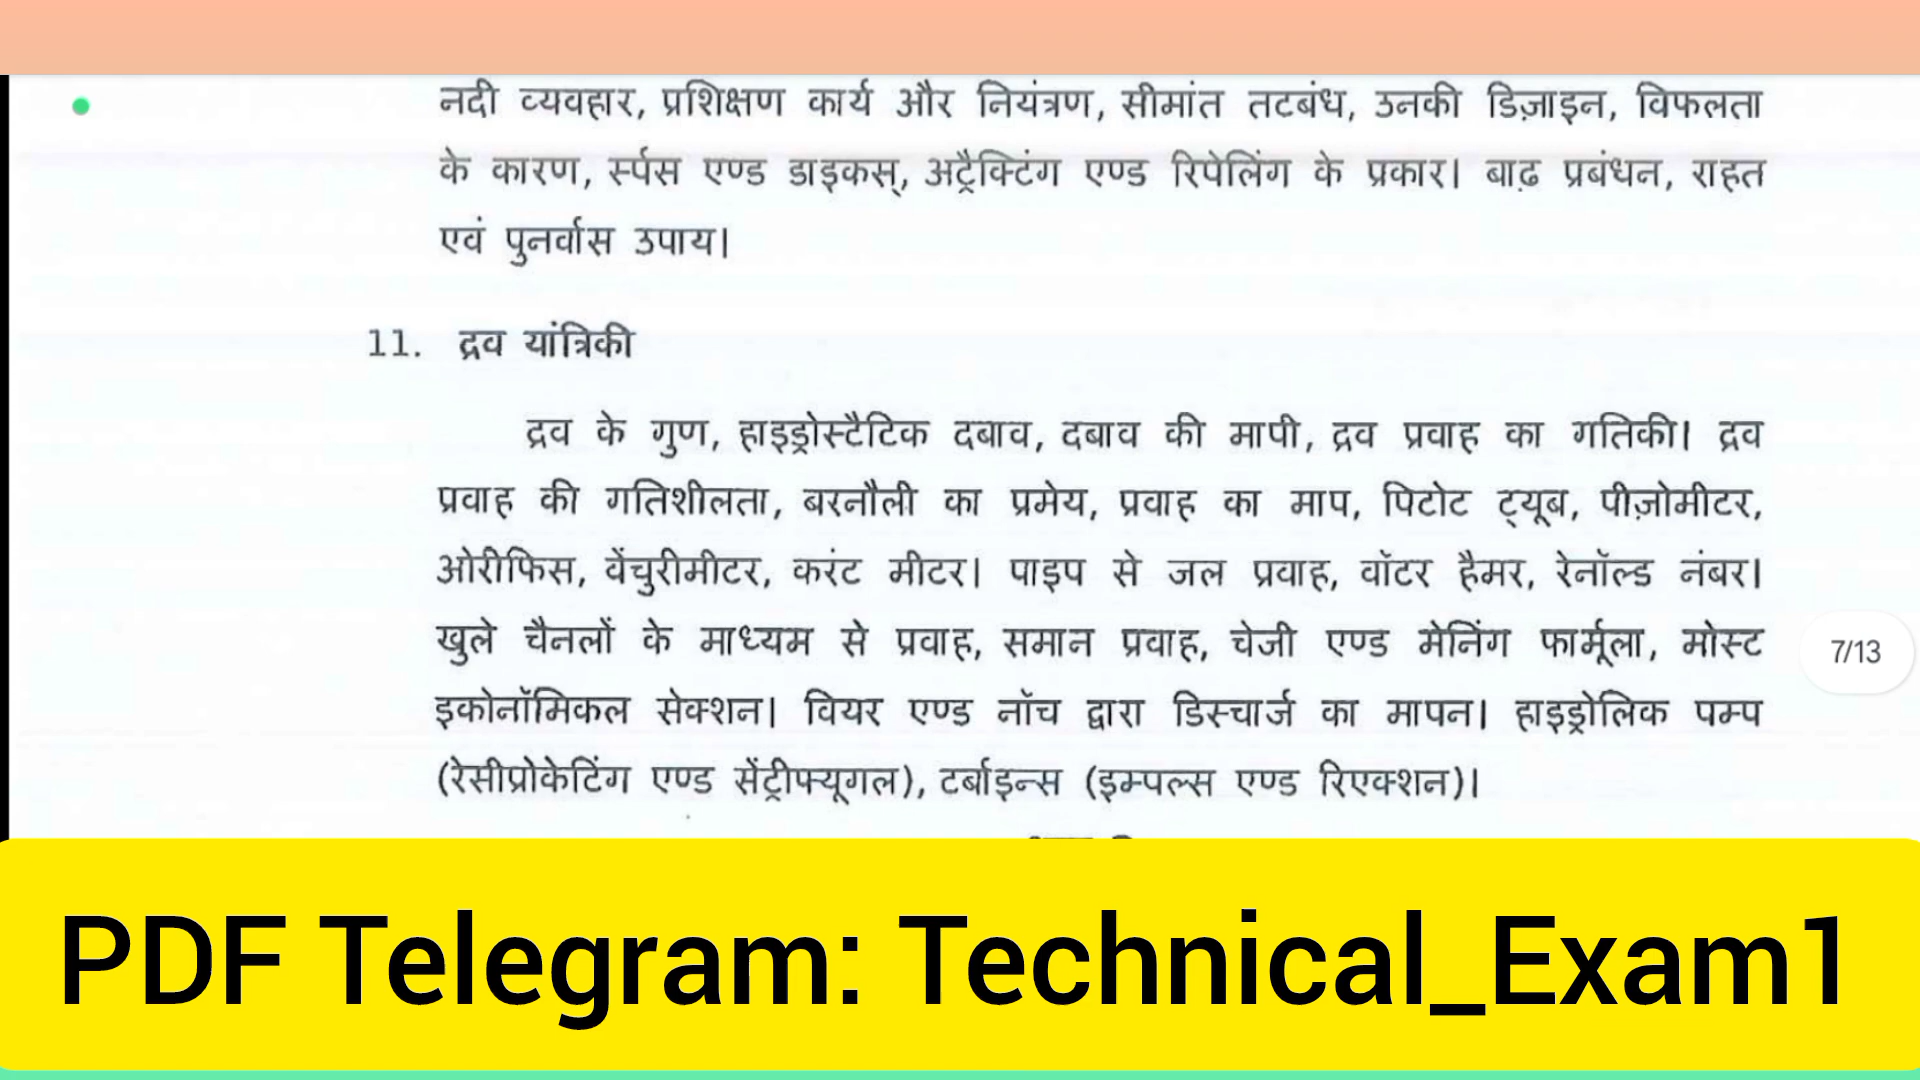 नदी व्यवहार, प्रशिक्षण कार्य और नियंत्रण, सीमांत तटबंध, उनकी डिज़ाइन, विफलता
के कारण, स्पर्स एण्ड डाइकस्, अट्रैक्टिंग एण्ड रिपेलिंग के प्रकार। बाढ़ प्रबंधन, राहत
एवं पुनर्वास उपाय।
11. द्रव यांत्रिकी
द्रव के गुण, हाइड्रोस्टैटिक दबाव, दबाव की मापी, द्रव प्रवाह का गतिकी। द्रव
प्रवाह की गतिशीलता, बरनौली का प्रमेय, प्रवाह का माप, पिटोट ट्यूब, पीज़ोमीटर,
ओरीफिस, वेंचुरीमीटर, करंट मीटर। पाइप से जल प्रवाह, वॉटर हैमर, रेनॉल्ड नंबर।
खुले चैनलों के माध्यम से प्रवाह, समान प्रवाह, चेजी एण्ड मेनिंग फार्मूला, मोस्ट
7/13
इकोनॉमिकल सेक्शन। वियर एण्ड नॉच द्वारा डिस्चार्ज का मापन। हाइड्रोलिक पम्प
(रेसीप्रोकेटिंग एण्ड सेंट्रीफ्यूगल), टर्बाइन्स (इम्पल्स एण्ड रिएक्शन)।
PDF Telegram: Technical_Exam1